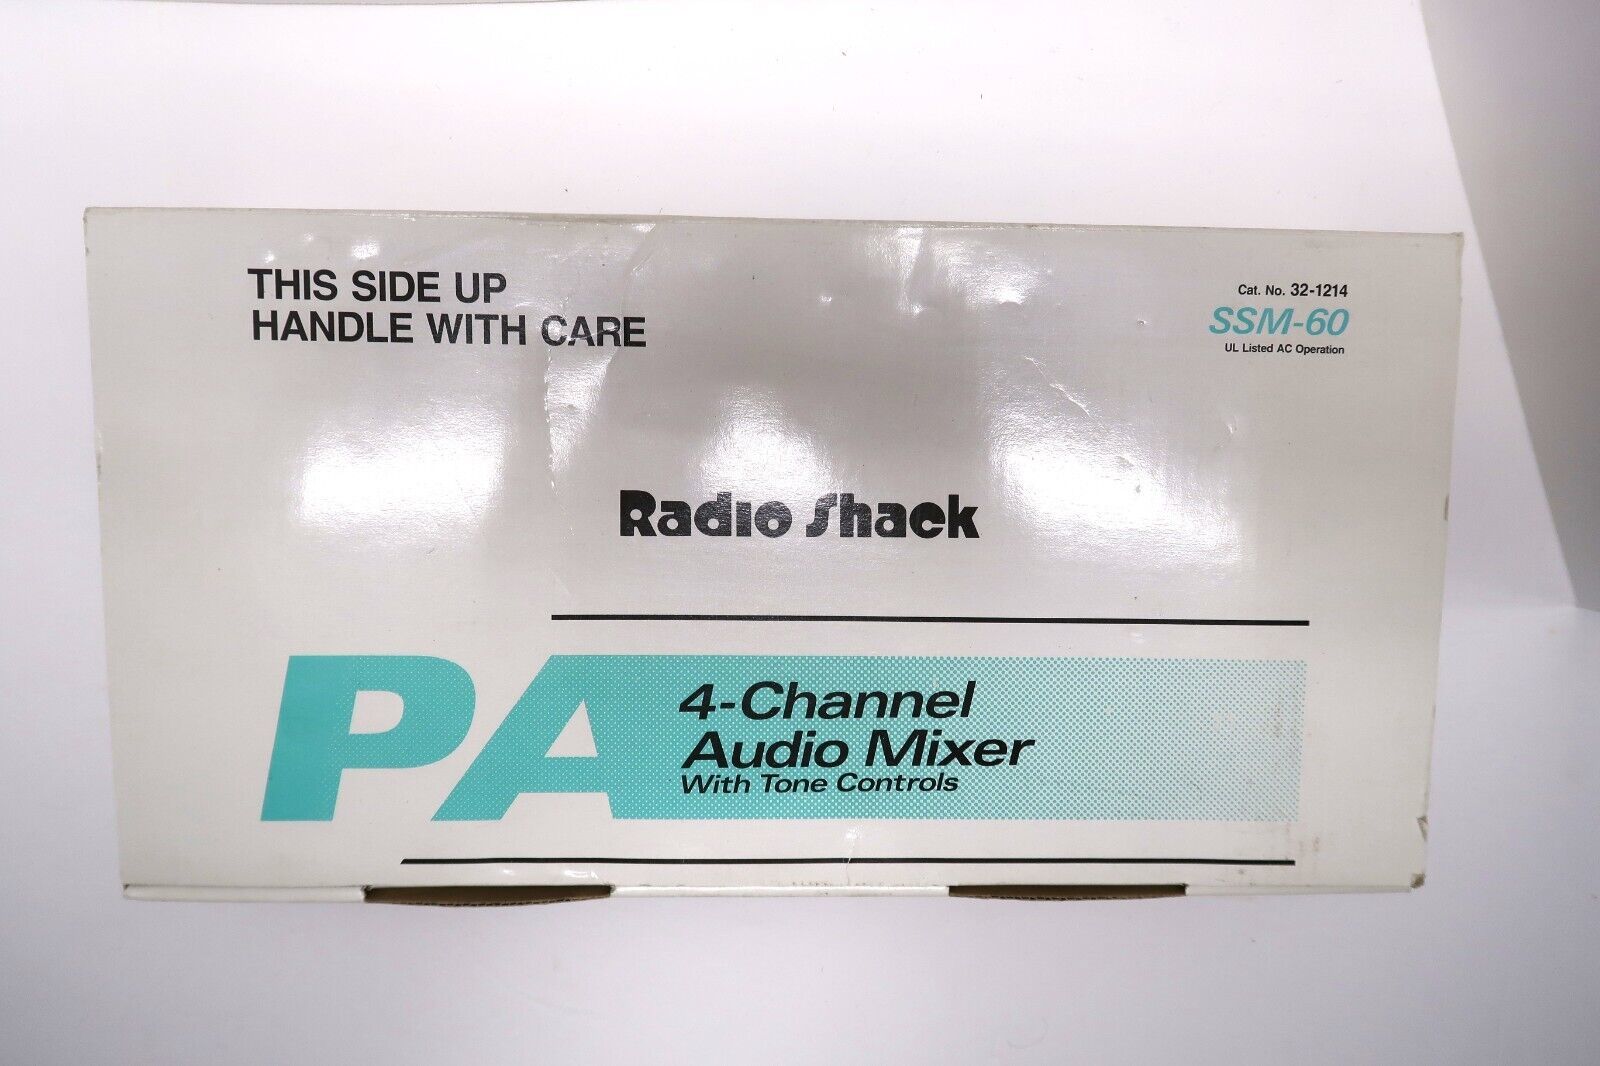 THIS SIDE UP
HANDLE WITH CARE
Cat. No. 32-1214
SSM-60
UL Listed AC Operation
Radio Shack
PA
4-Channel
Audio Mixer
With Tone Controls